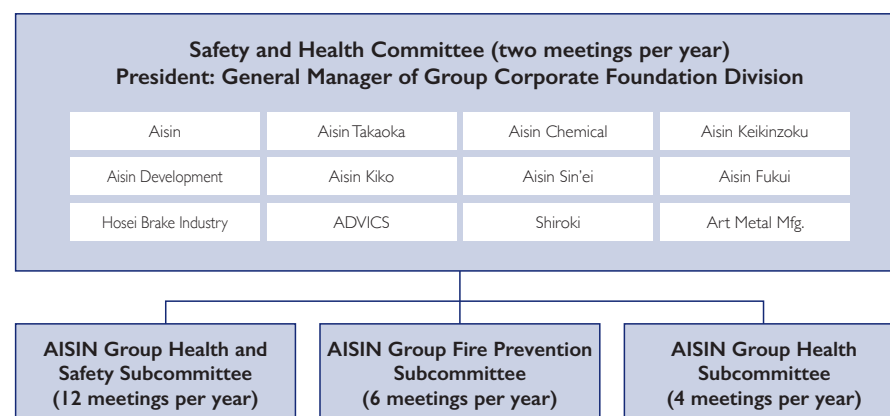 Safety and Health Committee (two meetings per year)
President: General Manager of Group Corporate Foundation Division
Aisin
Aisin Takaoka
Aisin Chemical
Aisin Keikinzoku
Aisin Development
Aisin Kiko
Aisin Sin'ei
Aisin Fukui
Hosei Brake Industry
ADVICS
Shiroki
Art Metal Mfg.
AISIN Group Health and
Safety Subcommittee
(12 meetings per year)
AISIN Group Fire Prevention
Subcommittee
(6 meetings per year)
AISIN Group Health
Subcommittee
(4 meetings per year)